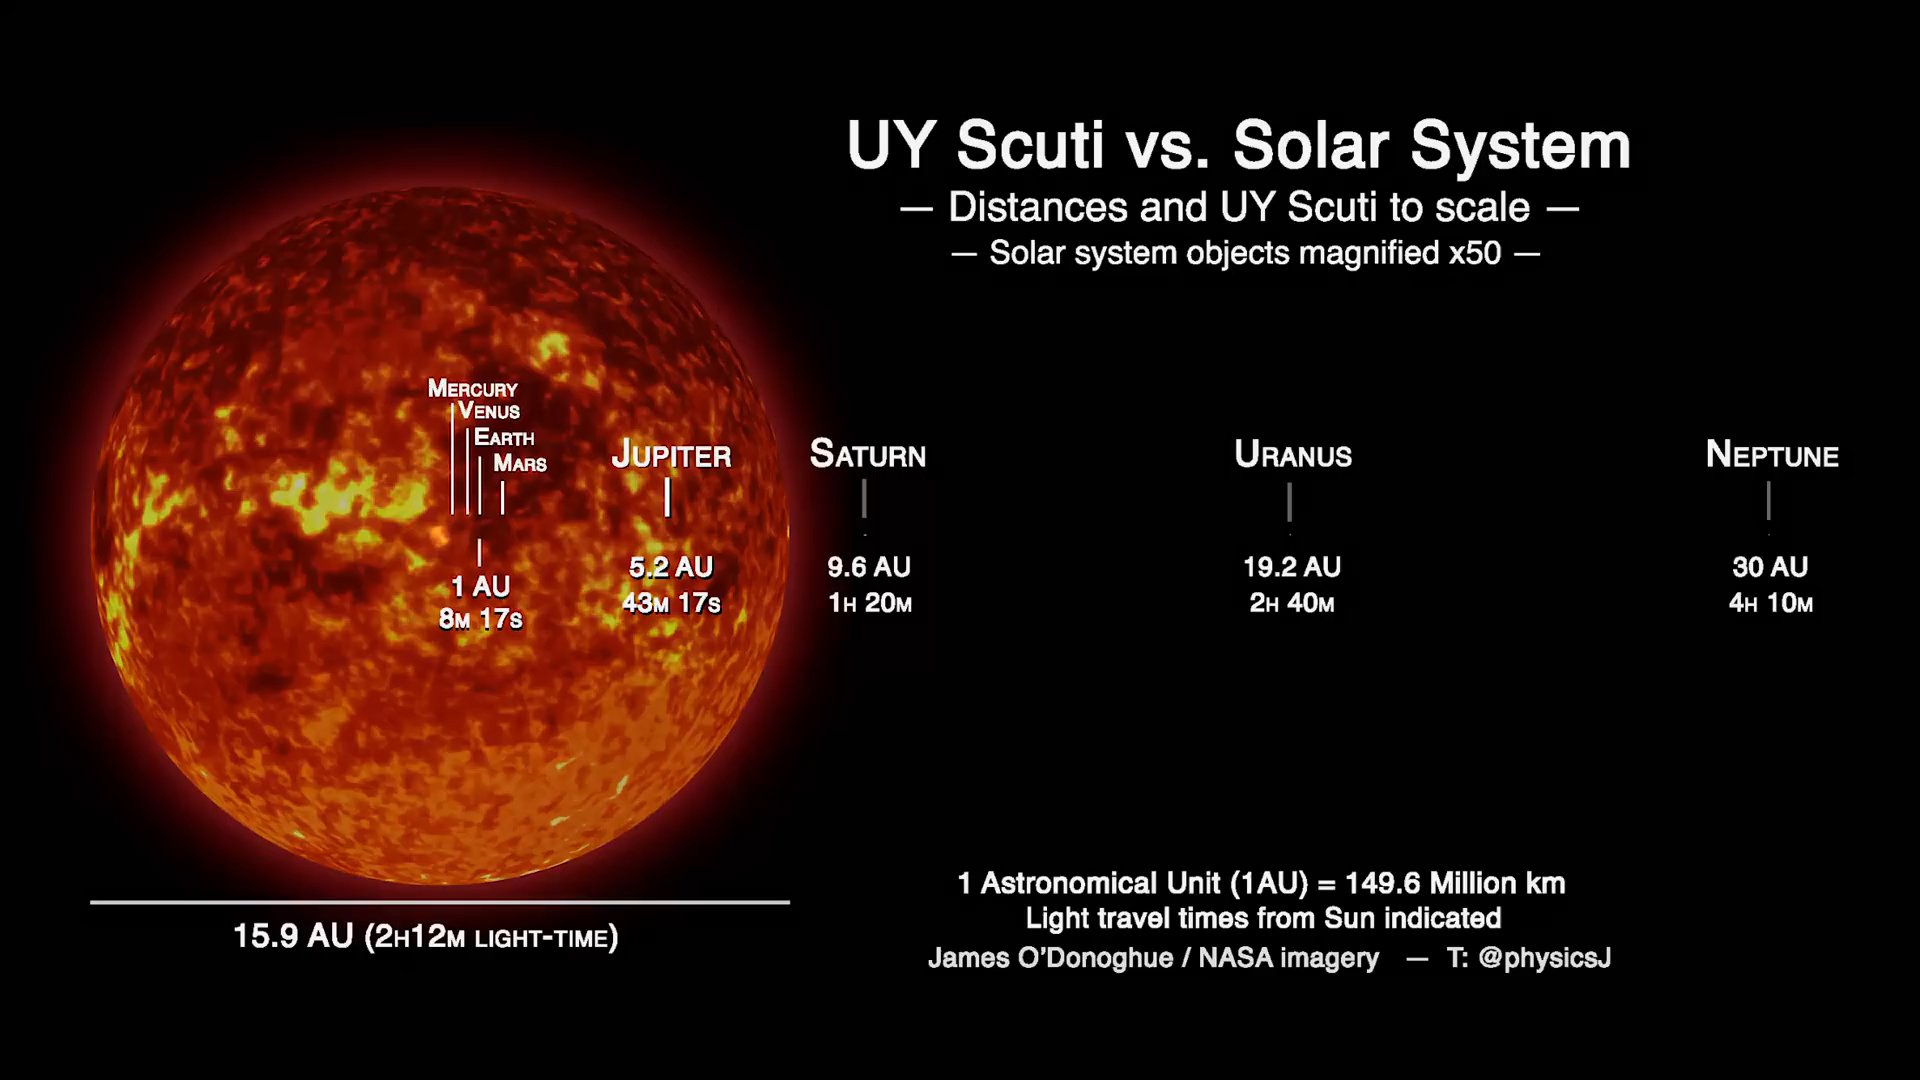 UY Scuti vs. Solar System
— Distances and UY Scuti to scale —
— Solar system objects magnified x50 —
Mercury
Venus
Earth
Mars
Jupiter
Saturn
Uranus
Neptune
1 AU
8m 17s
5.2 AU
43m 17s
9.6 AU
1h 20m
19.2 AU
2h 40m
30 AU
4h 10m
15.9 AU (2h12m light-time)
1 Astronomical Unit (1AU) = 149.6 Million km
Light travel times from Sun indicated
James O’Donoghue / NASA imagery — T: @physicsJ